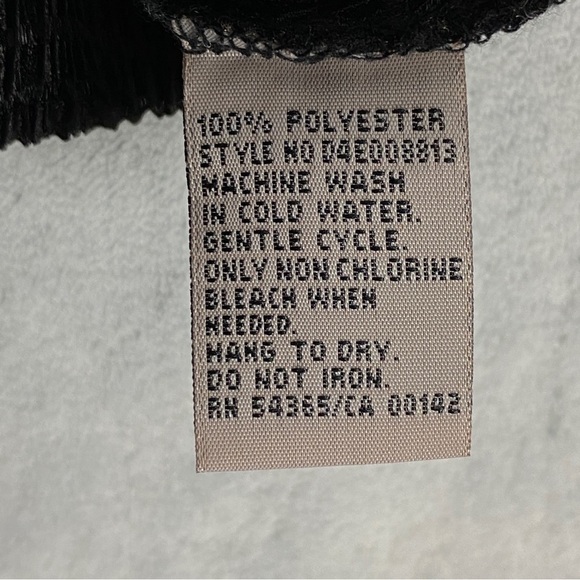 100% POLYESTER
STYLE NO D4E008013
MACHINE WASH
IN COLD WATER.
GENTLE CYCLE.
ONLY NON CHLORINE
BLEACH WHEN
NEEDED.
HANG TO DRY.
DO NOT IRON.
RN 54365/CA 00142